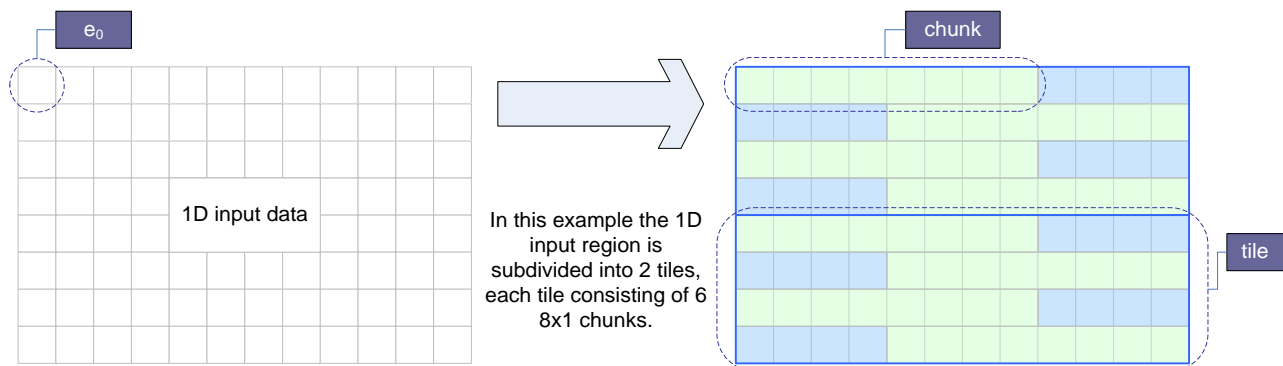 e₀
chunk
1D input data
In this example the 1D
input region is
subdivided into 2 tiles,
each tile consisting of 6
8x1 chunks.
tile